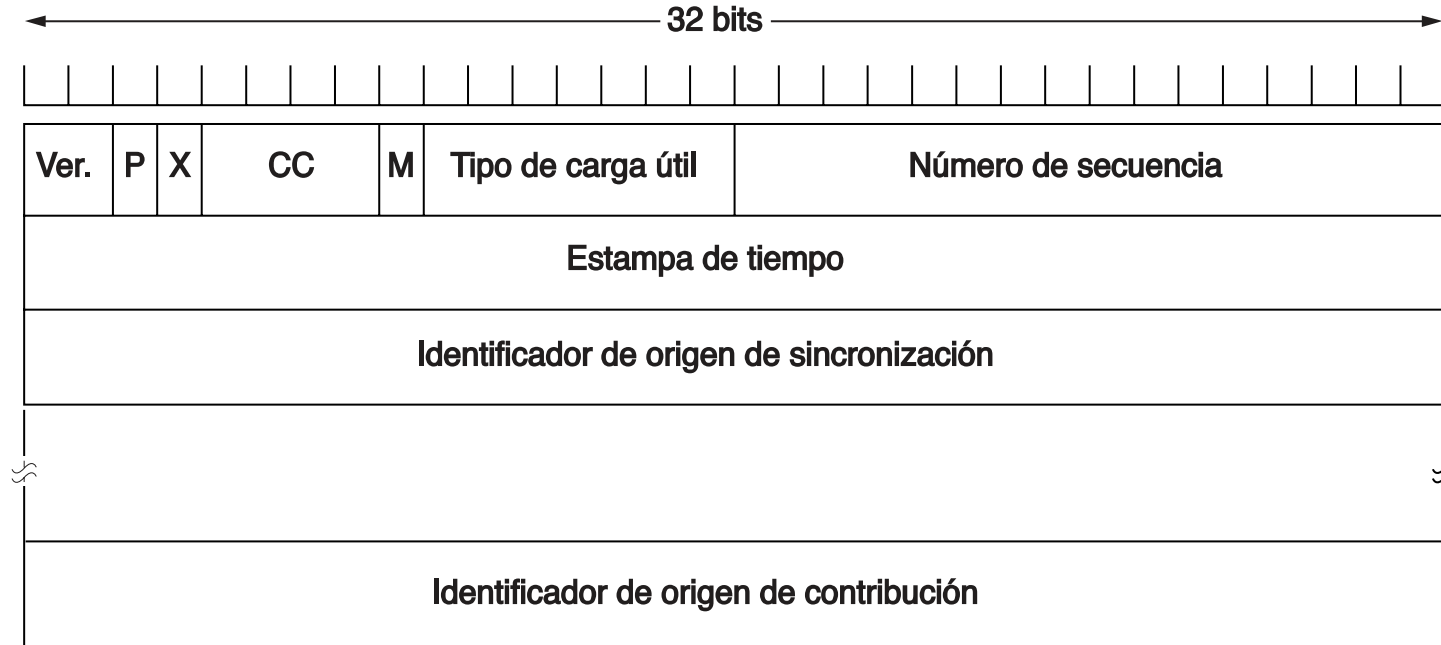 32 bits
Ver. P X CC M Tipo de carga útil Número de secuencia
Estampa de tiempo
Identificador de origen de sincronización
Identificador de origen de contribución